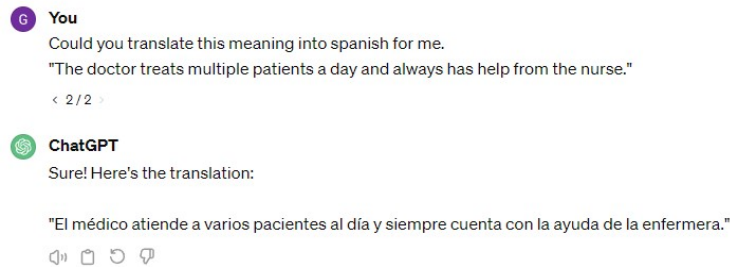 G You
Could you translate this meaning into spanish for me.
"The doctor treats multiple patients a day and always has help from the nurse."
< 2 / 2 >
ChatGPT
Sure! Here's the translation:
"El médico atiende a varios pacientes al día y siempre cuenta con la ayuda de la enfermera."